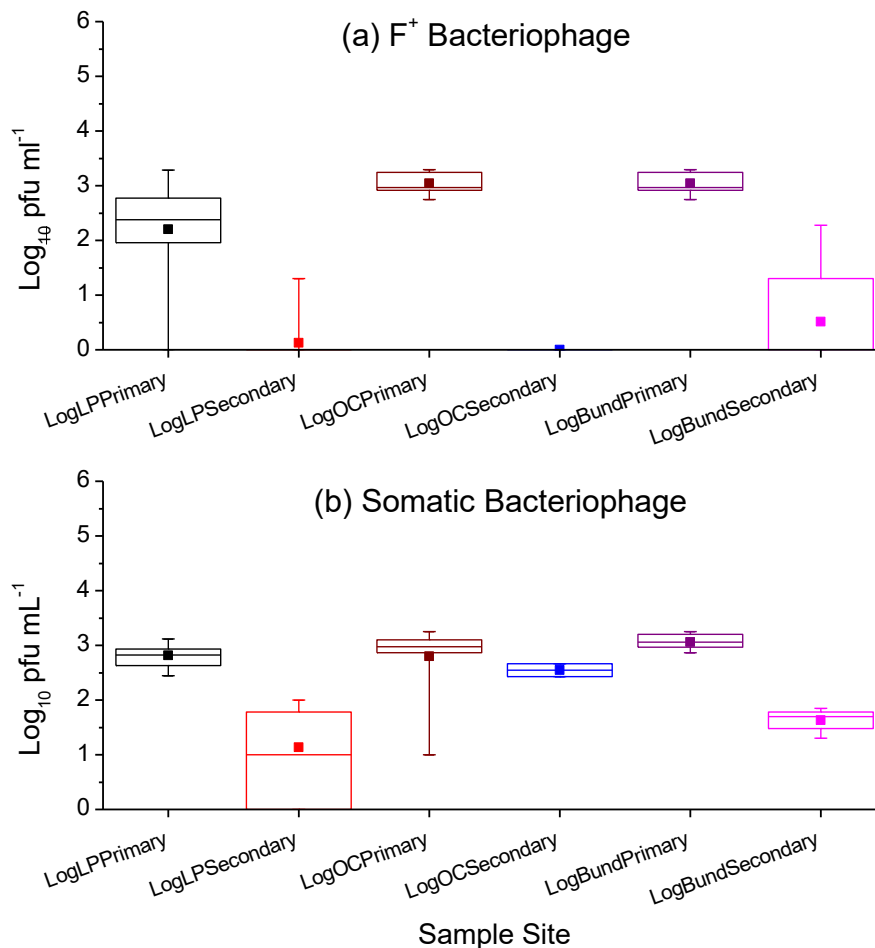 (a) F⁺ Bacteriophage
Log₁₀ pfu ml⁻¹
6
5
4
3
2
1
0
LogLPPrimary
LogLPSecondary
LogOCPrimary
LogOCSecondary
LogBundPrimary
LogBundSecondary
(b) Somatic Bacteriophage
Log₁₀ pfu mL⁻¹
6
5
4
3
2
1
0
LogLPPrimary
LogLPSecondary
LogOCPrimary
LogOCSecondary
LogBundPrimary
LogBundSecondary
Sample Site